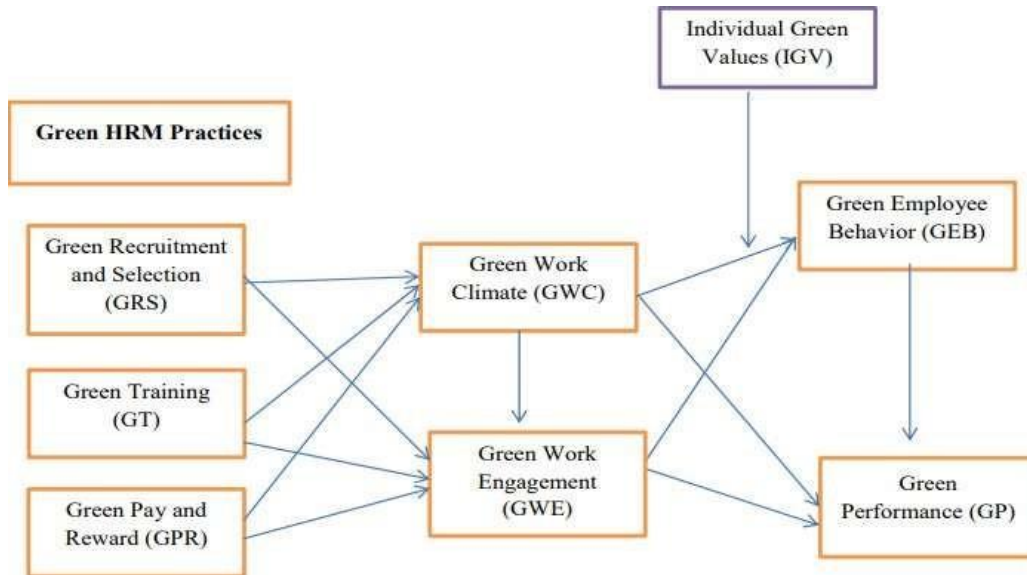 Individual Green
Values (IGV)
Green HRM Practices
Green Recruitment
and Selection
(GRS)
Green Work
Climate (GWC)
Green Employee
Behavior (GEB)
Green Training
(GT)
Green Work
Engagement
(GWE)
Green Pay and
Reward (GPR)
Green
Performance (GP)